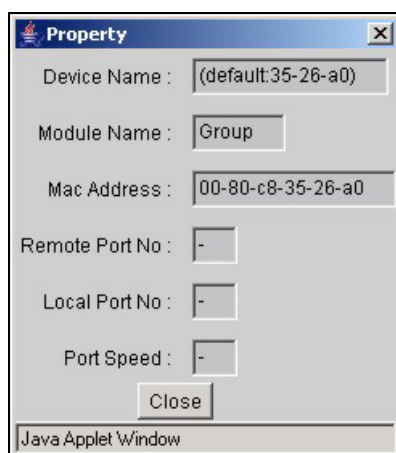 Property
Device Name : (default:35-26-a0)
Module Name : Group
Mac Address : 00-80-c8-35-26-a0
Remote Port No : -
Local Port No : -
Port Speed : -
Close
Java Applet Window